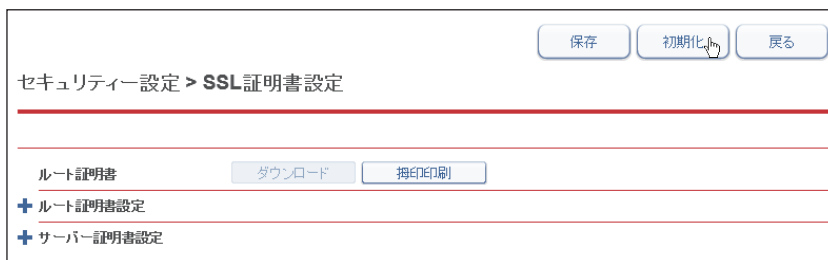 保存 初期化 戻る
セキュリティー設定 > SSL証明書設定
ルート証明書 ダウンロード 拇印印刷
ルート証明書設定
サーバー証明書設定